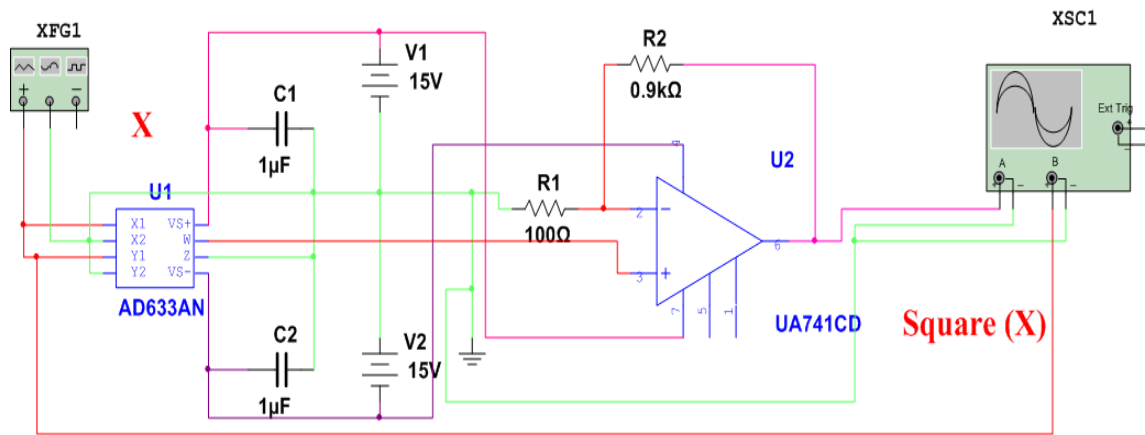 XFG1
XSC1
V1
15V
R2
0.9kΩ
C1
1µF
X
Ext Trig
+
−
+ −
A
B
+ −
+ −
U1
U2
R1
100Ω
X1 VS+
X2 W
Y1 Z
Y2 VS-
2
−
3
+
4
6
7
5
1
AD633AN
UA741CD
Square (X)
C2
1µF
V2
15V